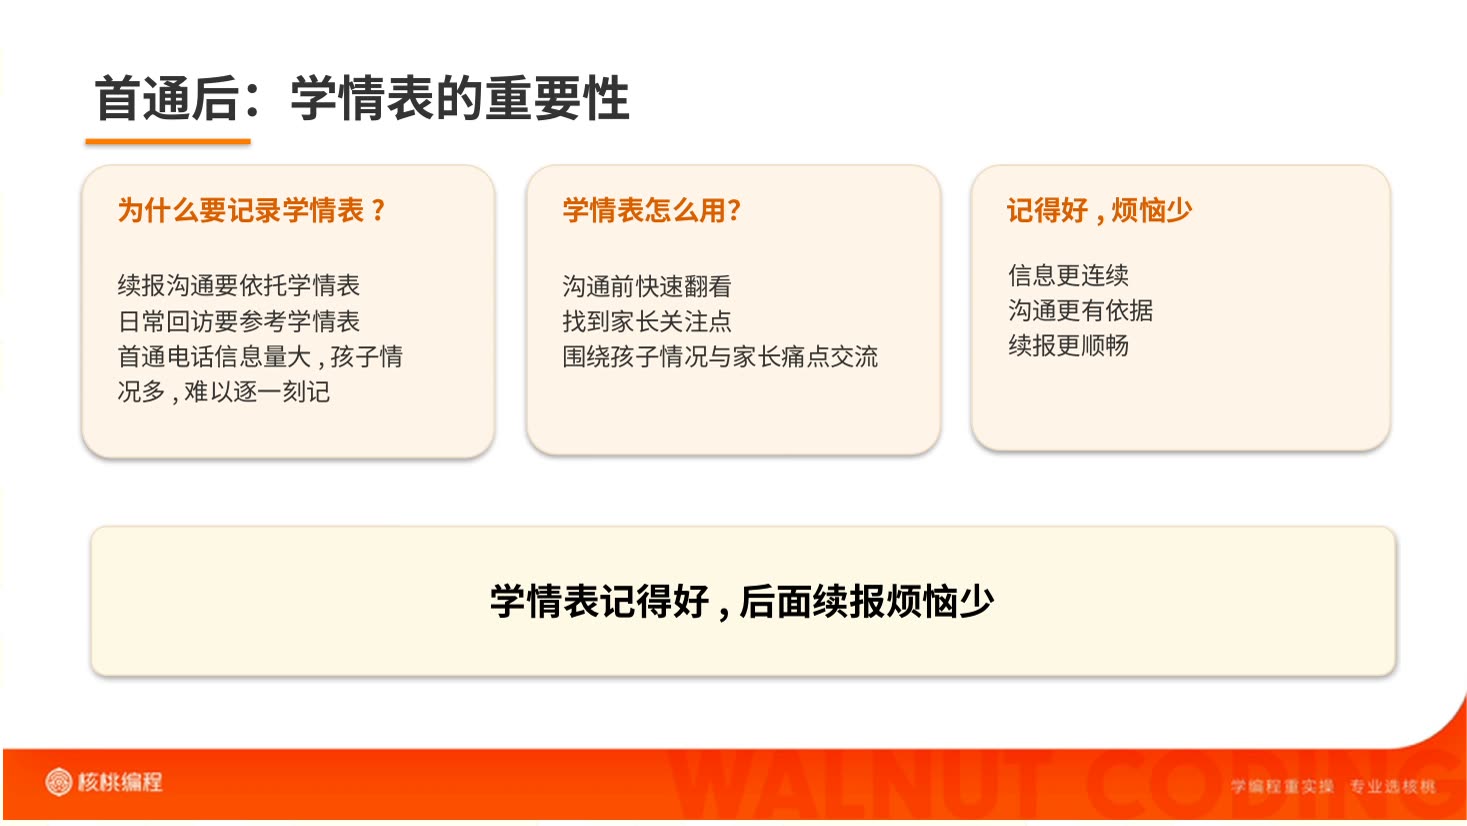 首通后：学情表的重要性
为什么要记录学情表 ?
续报沟通要依托学情表
日常回访要参考学情表
首通电话信息量大 , 孩子情
况多 , 难以逐一刻记
学情表怎么用?
沟通前快速翻看
找到家长关注点
围绕孩子情况与家长痛点交流
记得好 , 烦恼少
信息更连续
沟通更有依据
续报更顺畅
学情表记得好 , 后面续报烦恼少
核桃编程
WALNUT CODING
学编程重实操 专业选核桃